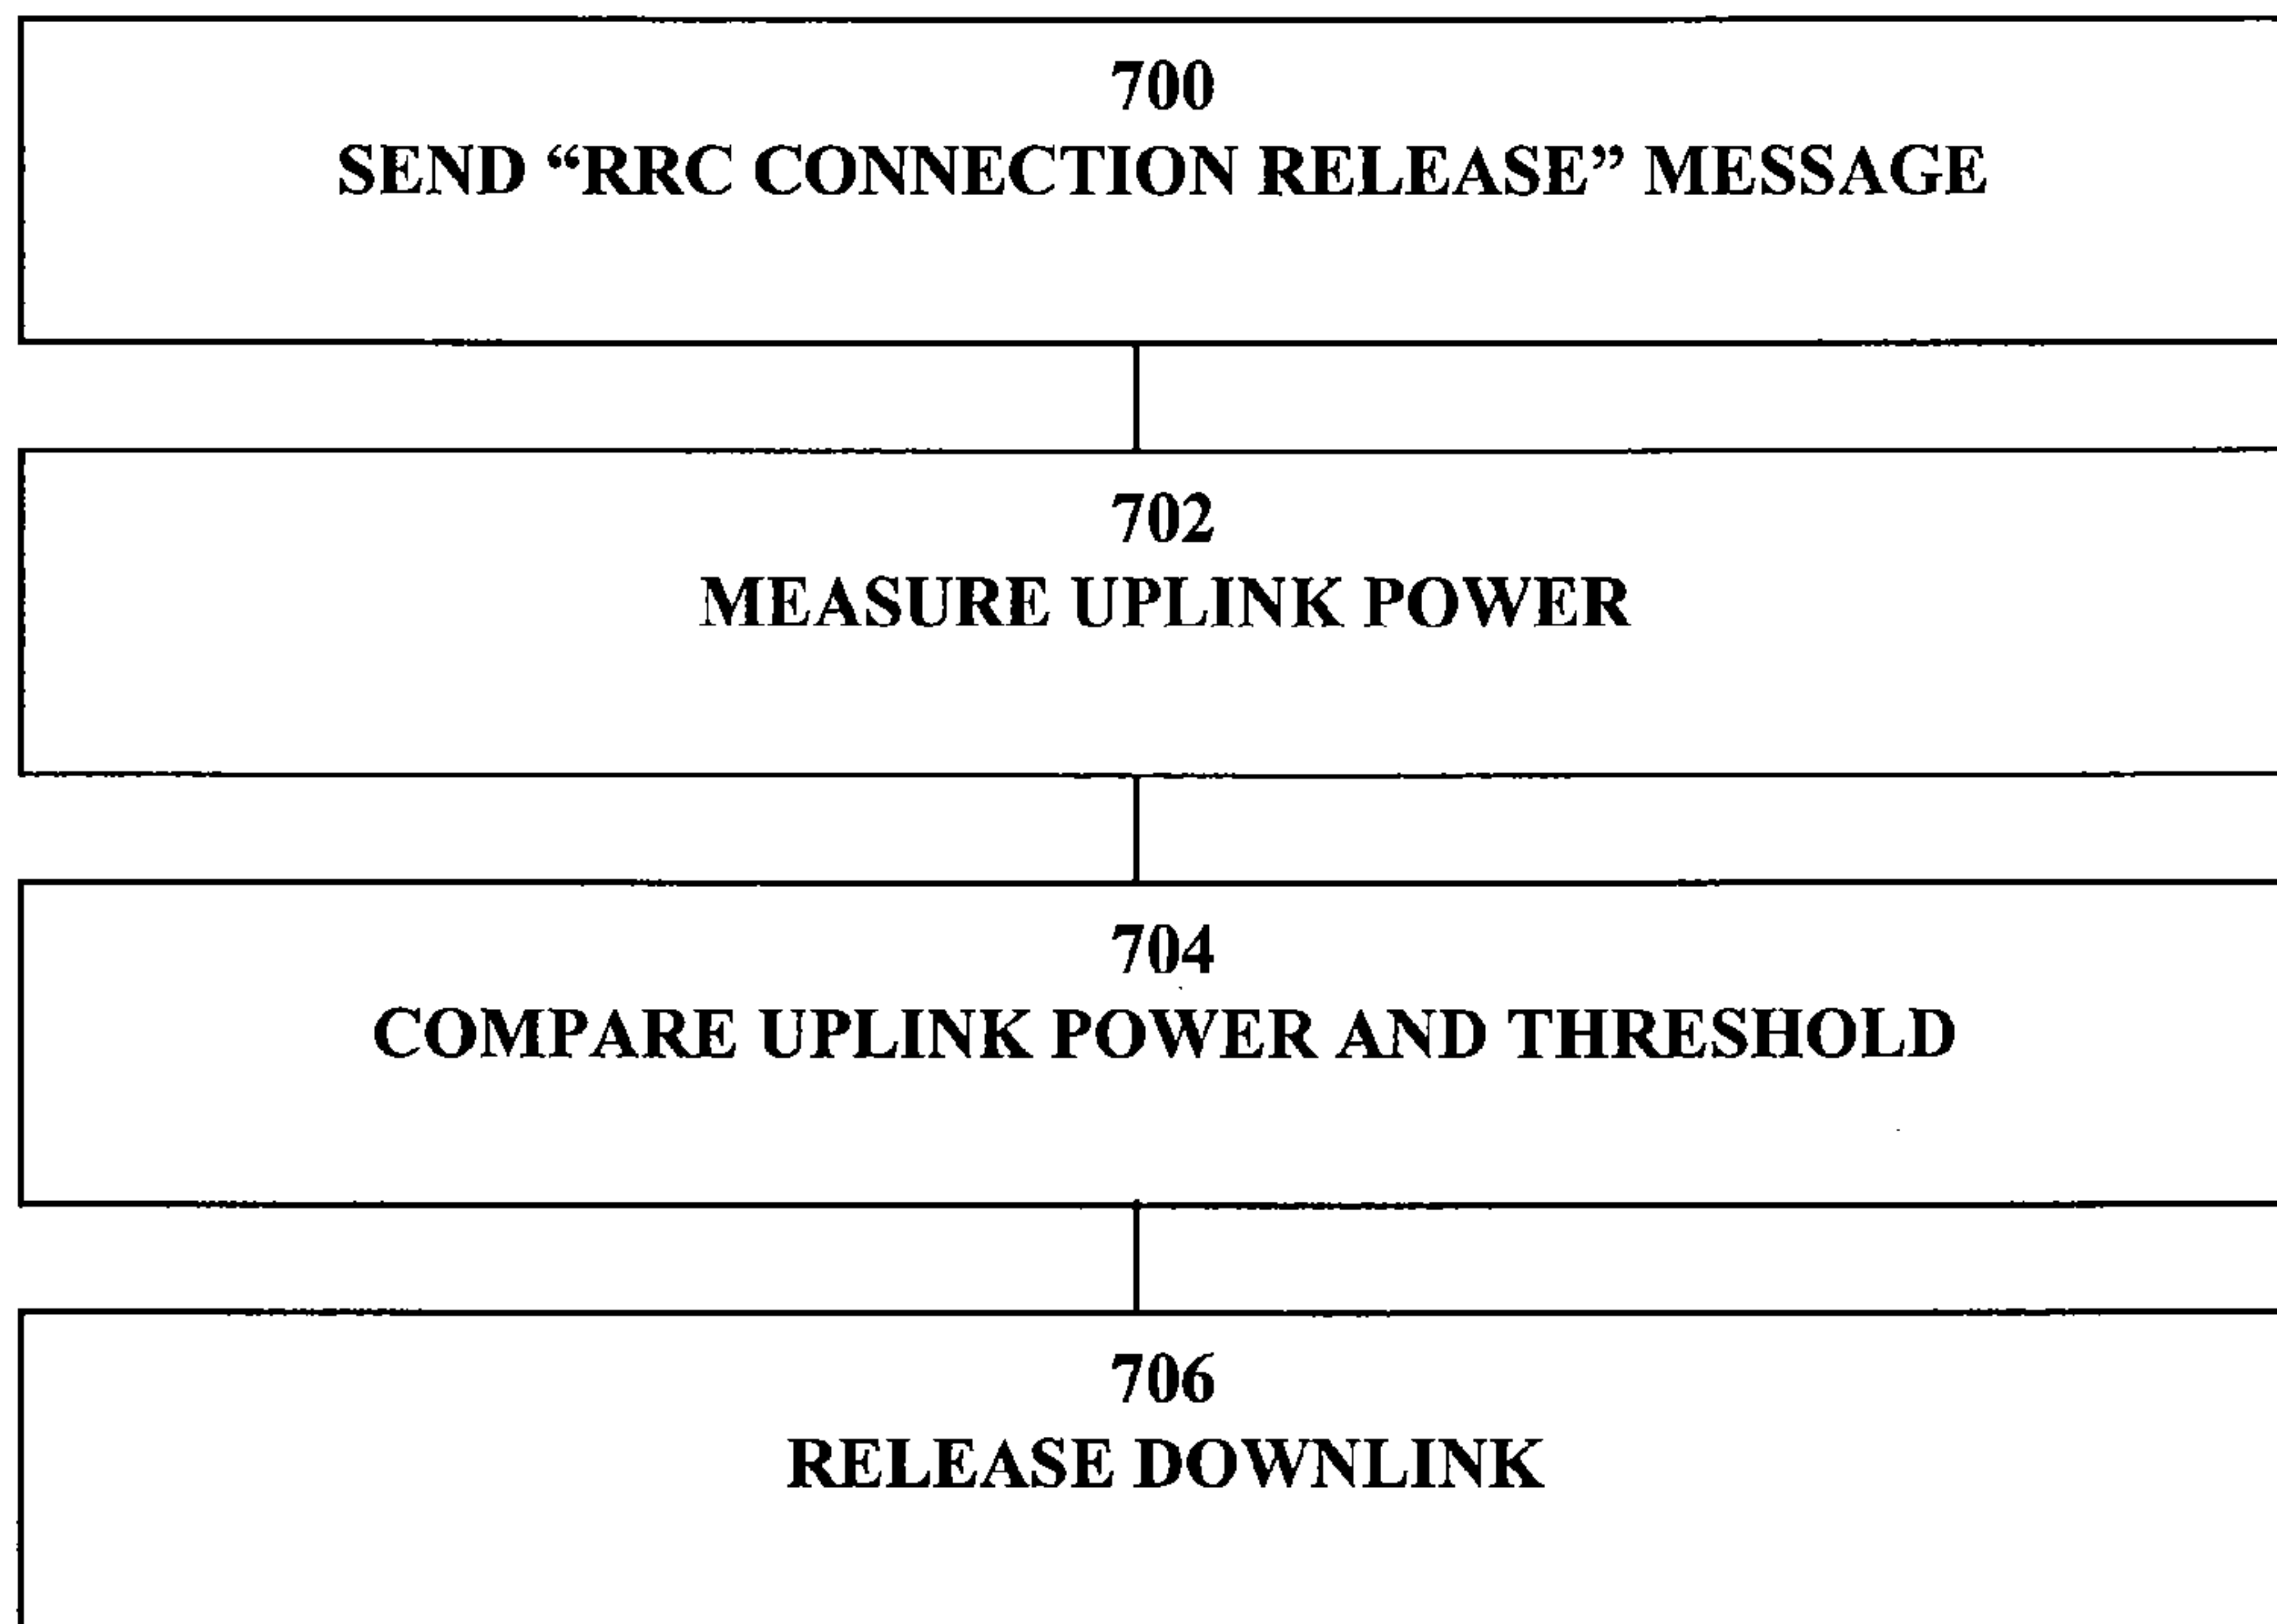 700
SEND “RRC CONNECTION RELEASE” MESSAGE
702
MEASURE UPLINK POWER
704
COMPARE UPLINK POWER AND THRESHOLD
706
RELEASE DOWNLINK